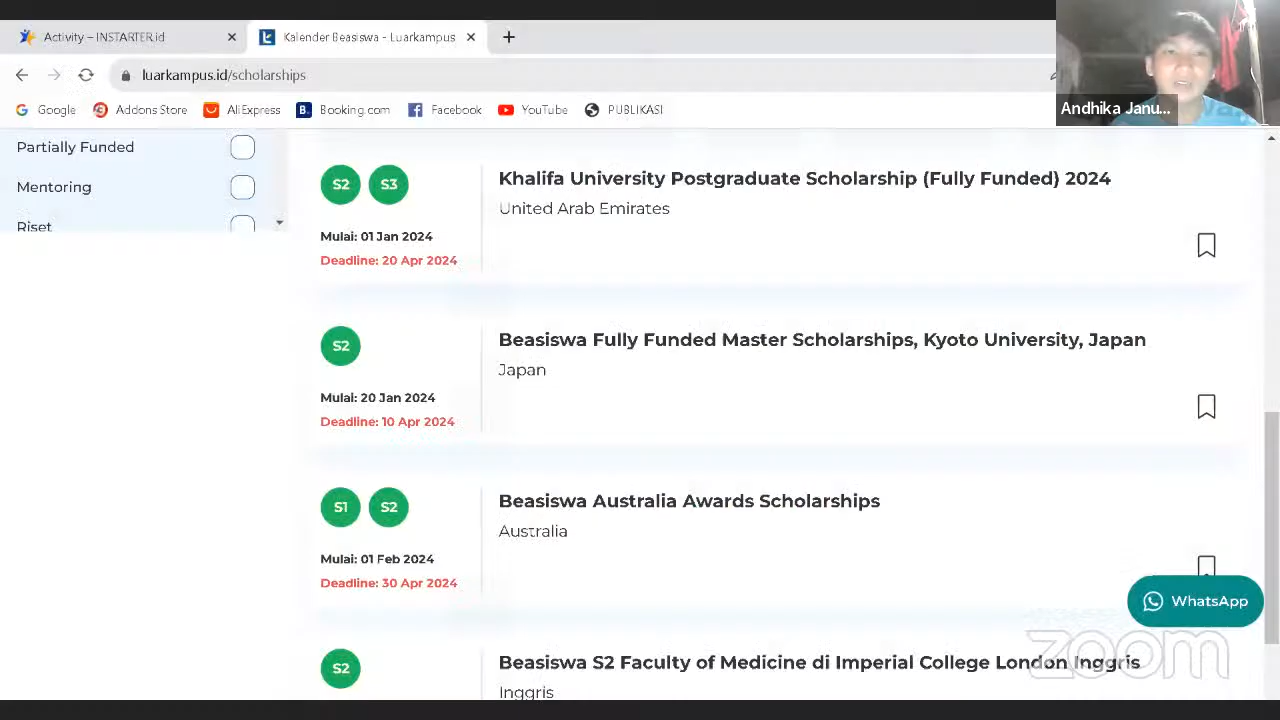 Activity – INSTARTER.id
Kalender Beasiswa - Luarkampus
luarkampus.id/scholarships
Google
Addons Store
AliExpress
Booking.com
Facebook
YouTube
PUBLIKASI
Andhika Janu...
Partially Funded
Mentoring
Riset
S2 S3
Khalifa University Postgraduate Scholarship (Fully Funded) 2024
United Arab Emirates
Mulai: 01 Jan 2024
Deadline: 20 Apr 2024
S2
Beasiswa Fully Funded Master Scholarships, Kyoto University, Japan
Japan
Mulai: 20 Jan 2024
Deadline: 10 Apr 2024
S1 S2
Beasiswa Australia Awards Scholarships
Australia
Mulai: 01 Feb 2024
Deadline: 30 Apr 2024
WhatsApp
S2
Beasiswa S2 Faculty of Medicine di Imperial College London Inggris
Inggris
zoom